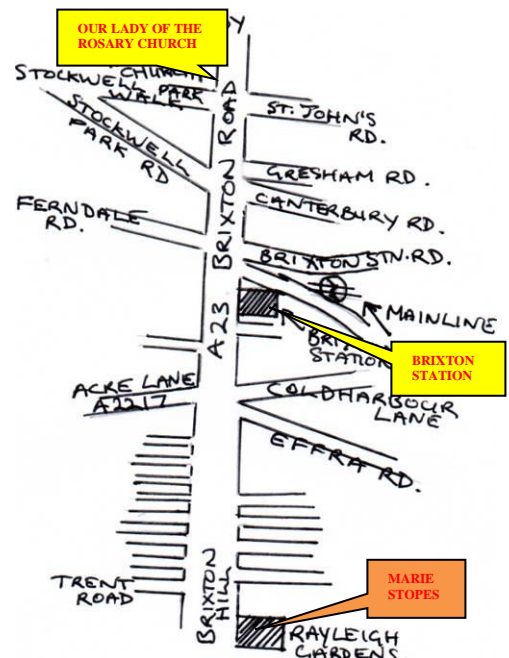 OUR LADY OF THE
ROSARY CHURCH
STOCKWELL
CHURCH
PARK
WALK
STOCKWELL
PARK RD
BRIXTON ROAD
ST. JOHN'S
RD.
GRESHAM RD.
CANTERBURY RD.
FERNDALE
RD.
BRIXTON STN. RD.
A23
MAINLINE
STATION
BRIXTON
STATION
ACRE LANE
A2217
COLDHARBOUR
LANE
EFFRA RD.
TRENT
ROAD
BRIXTON
HILL
MARIE
STOPES
RAYLEIGH
GARDENS